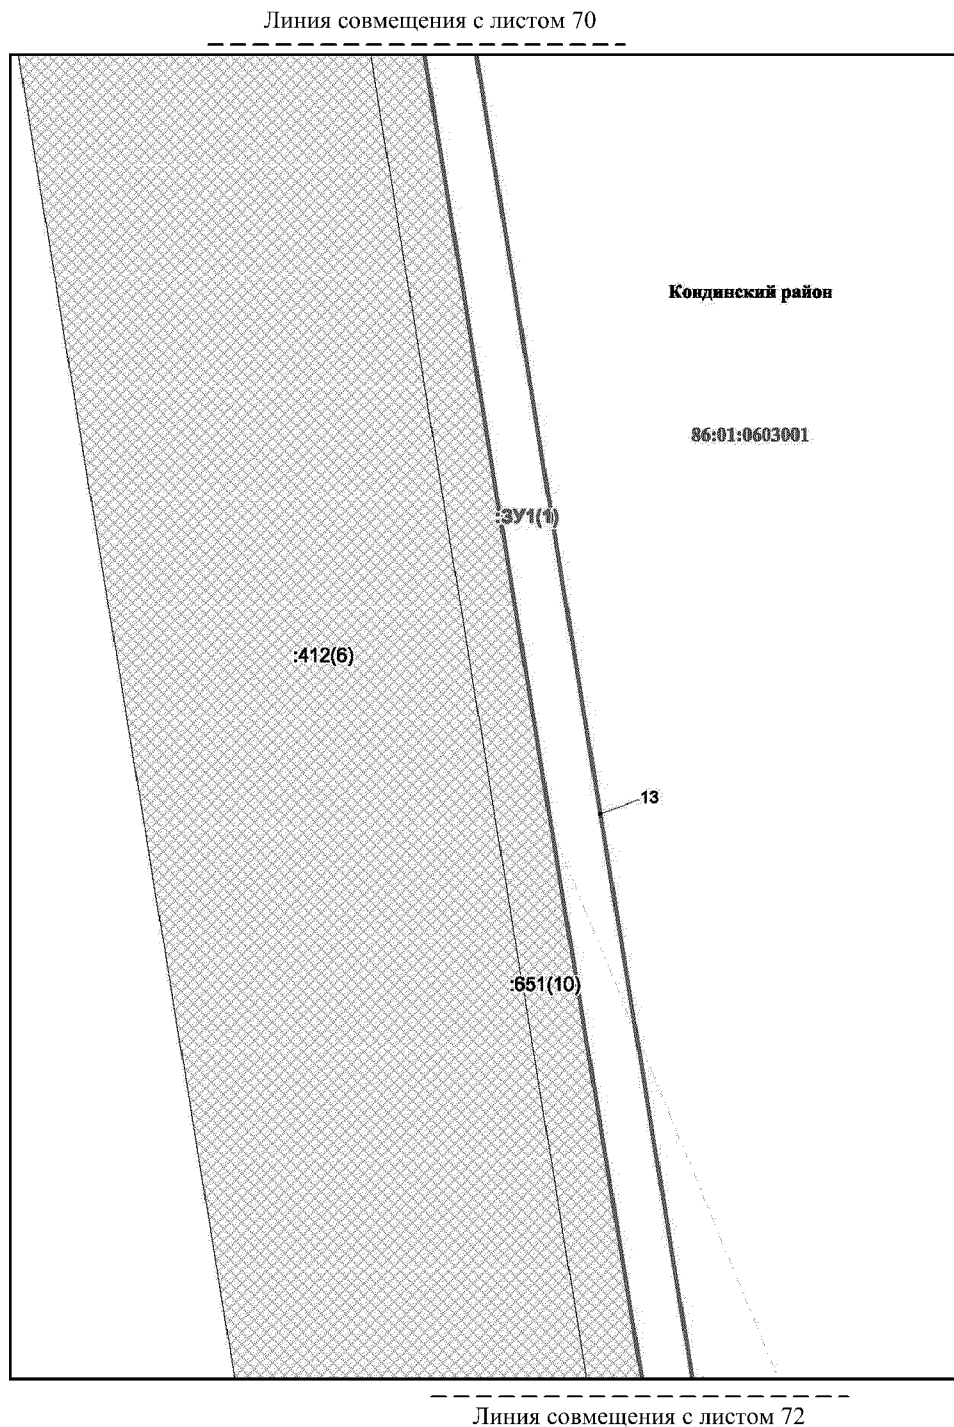 Линия совмещения с листом 70
Кондинский район
86:01:0603001
:ЗУ1(1)
:412(6)
13
:651(10)
Линия совмещения с листом 72